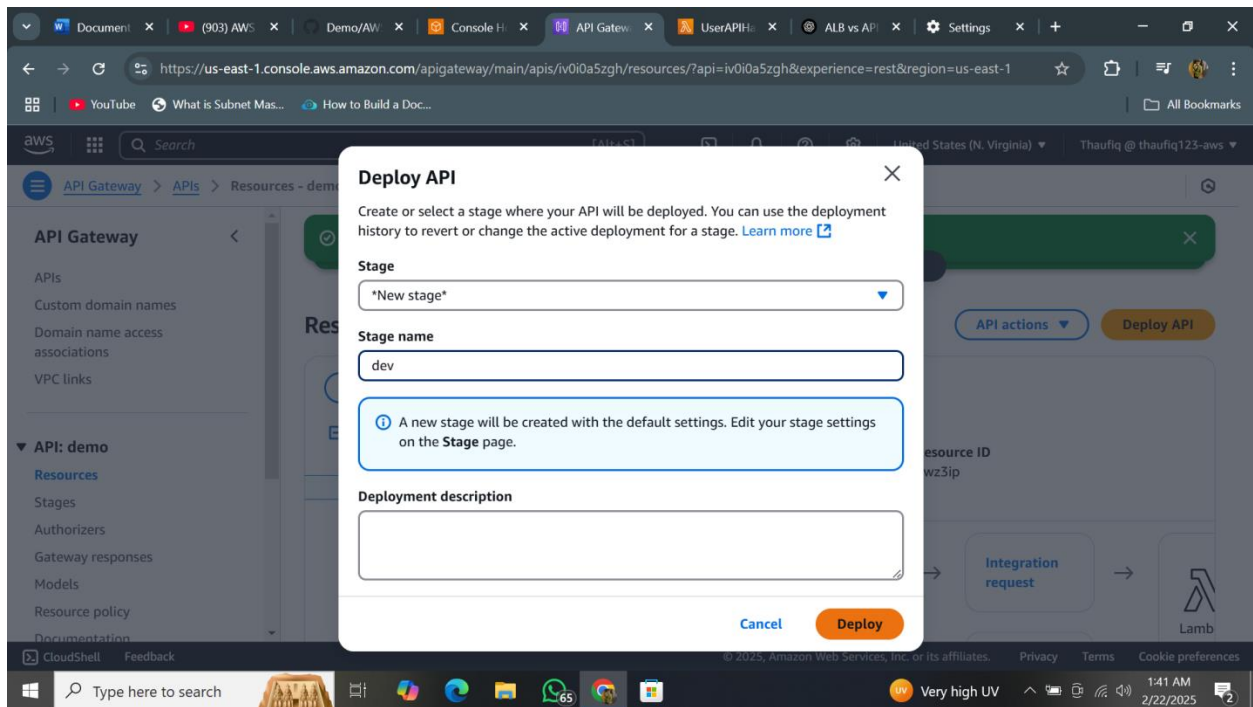 Document
(903) AWS
Demo/AW
Console H
API Gatew
UserAPIHa
ALB vs API
Settings
https://us-east-1.console.aws.amazon.com/apigateway/main/apis/iv0i0a5zgh/resources/?api=iv0i0a5zgh&experience=rest&region=us-east-1
YouTube
What is Subnet Mas...
How to Build a Doc...
All Bookmarks
aws
Search
[Alt+S]
United States (N. Virginia)
Thaufiq @ thaufiq123-aws
API Gateway > APIs > Resources - demo
Deploy API
Create or select a stage where your API will be deployed. You can use the deployment
history to revert or change the active deployment for a stage. Learn more
Stage
*New stage*
Stage name
dev
A new stage will be created with the default settings. Edit your stage settings
on the Stage page.
Deployment description
Cancel
Deploy
API Gateway
APIs
Custom domain names
Domain name access
associations
VPC links
API: demo
Resources
Stages
Authorizers
Gateway responses
Models
Resource policy
Documentation
Res
API actions
Deploy API
esource ID
wz3ip
Integration
request
Lamb
CloudShell
Feedback
© 2025, Amazon Web Services, Inc. or its affiliates.
Privacy
Terms
Cookie preferences
Type here to search
65
Very high UV
1:41 AM
2/22/2025
2